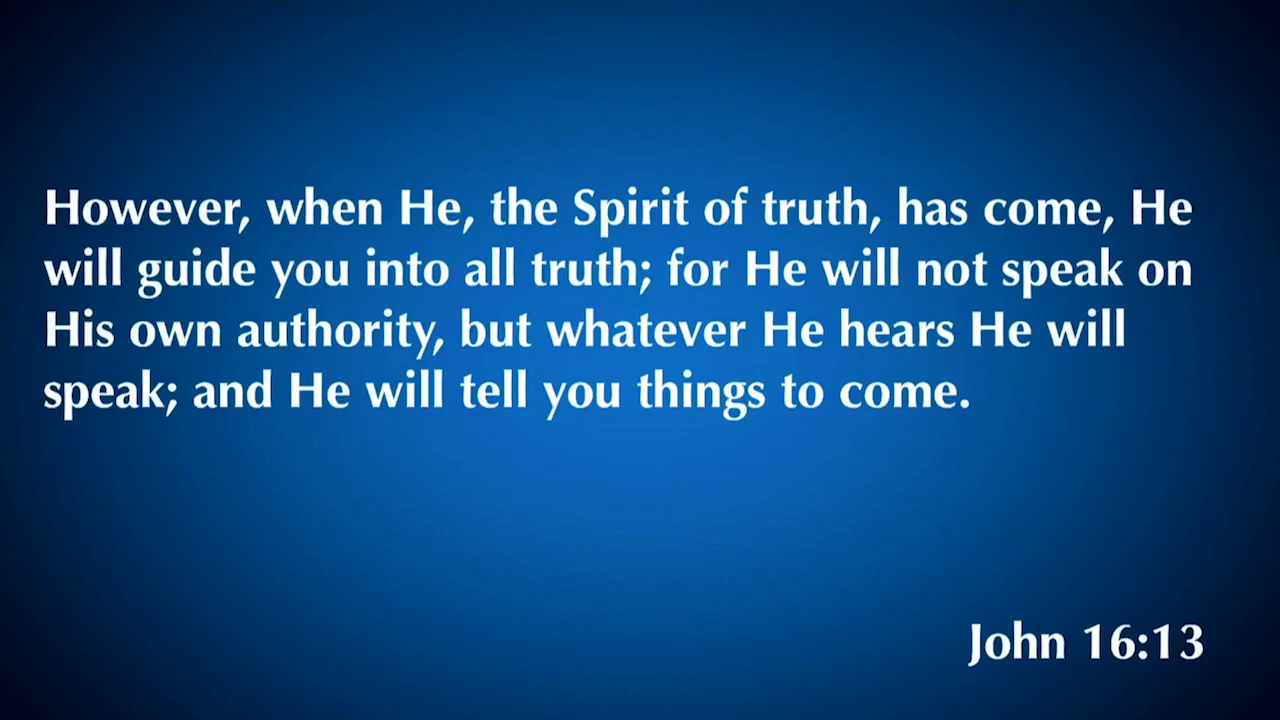 However, when He, the Spirit of truth, has come, He
will guide you into all truth; for He will not speak on
His own authority, but whatever He hears He will
speak; and He will tell you things to come.
John 16:13